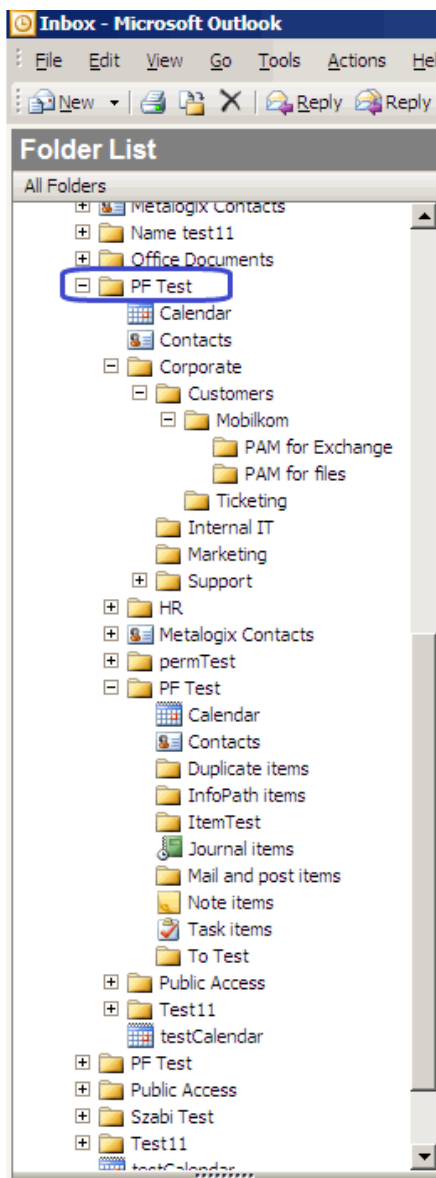 Inbox - Microsoft Outlook
File Edit View Go Tools Actions Hel
New Reply Reply
Folder List
All Folders
Metalogix Contacts
Name test11
Office Documents
PF Test
Calendar
Contacts
Corporate
Customers
Mobilkom
PAM for Exchange
PAM for files
Ticketing
Internal IT
Marketing
Support
HR
Metalogix Contacts
permTest
PF Test
Calendar
Contacts
Duplicate items
InfoPath items
ItemTest
Journal items
Mail and post items
Note items
Task items
To Test
Public Access
Test11
testCalendar
PF Test
Public Access
Szabi Test
Test11
testCalendar